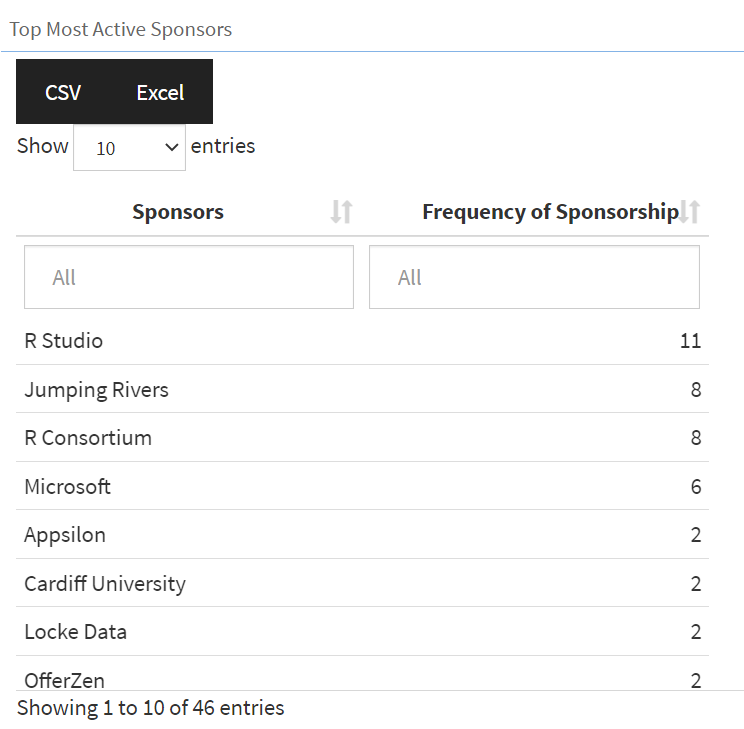 Top Most Active Sponsors
CSV Excel
Show 10 entries
Sponsors Frequency of Sponsorship
All All
R Studio 11
Jumping Rivers 8
R Consortium 8
Microsoft 6
Appsilon 2
Cardiff University 2
Locke Data 2
OfferZen 2
Showing 1 to 10 of 46 entries